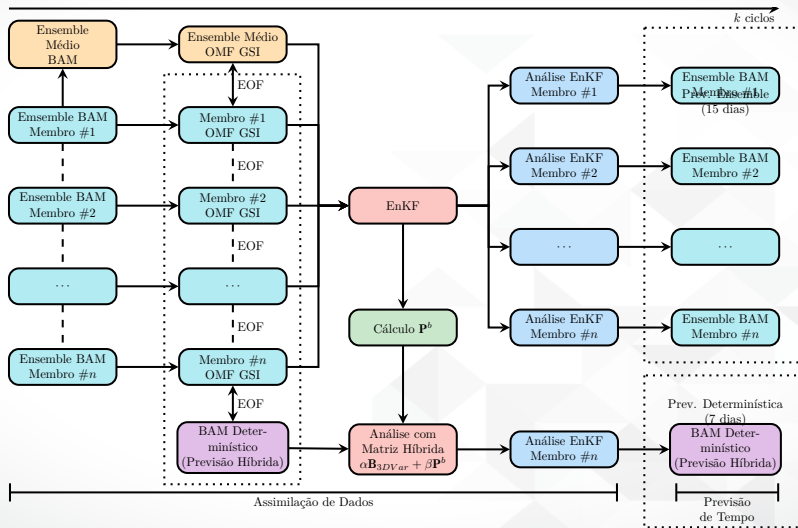 k ciclos
Ensemble
Médio
BAM
Ensemble Médio
OMF GSI
EOF
Emsemble BAM
Membro #1
Membro #1
OMF GSI
EOF
Ensemble BAM
Membro #2
Membro #2
OMF GSI
EOF
...
...
EOF
Ensemble BAM
Membro #n
Membro #n
OMF GSI
EOF
BAM Deter-
minístico
(Previsão Híbrida)
EnKF
Cálculo P^b
Análise com
Matriz Híbrida
αB_3DVar + βP^b
Análise EnKF
Membro #1
Ensemble BAM
Membro #1
Prev. Ensemble
(15 dias)
Análise EnKF
Membro #2
Ensemble BAM
Membro #2
...
...
Análise EnKF
Membro #n
Ensemble BAM
Membro #n
Prev. Determinística
(7 dias)
Análise EnKF
Membro #n
BAM Deter-
minístico
(Previsão Híbrida)
Assimilação de Dados
Previsão
de Tempo